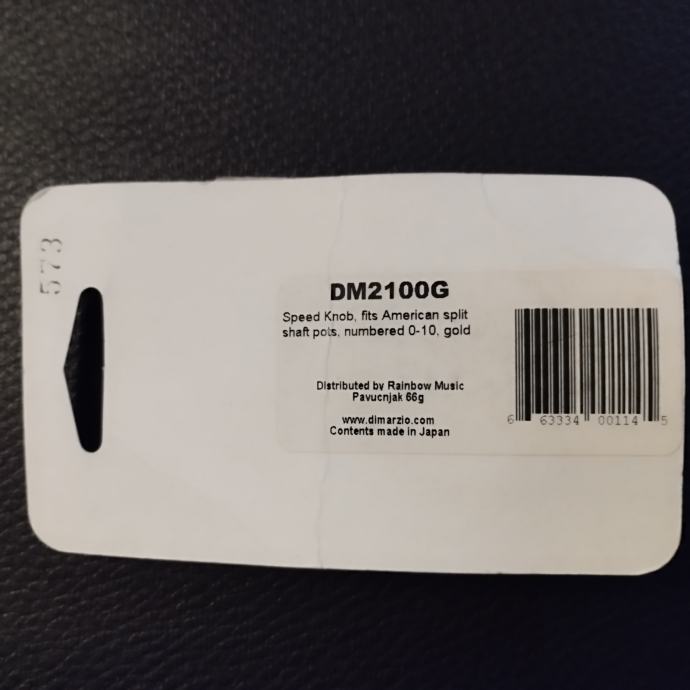 573
DM2100G
Speed Knob, fits American split
shaft pots, numbered 0-10, gold
Distributed by Rainbow Music
Pavucnjak 66g
www.dimarzio.com
Contents made in Japan
6 63334 00114 5